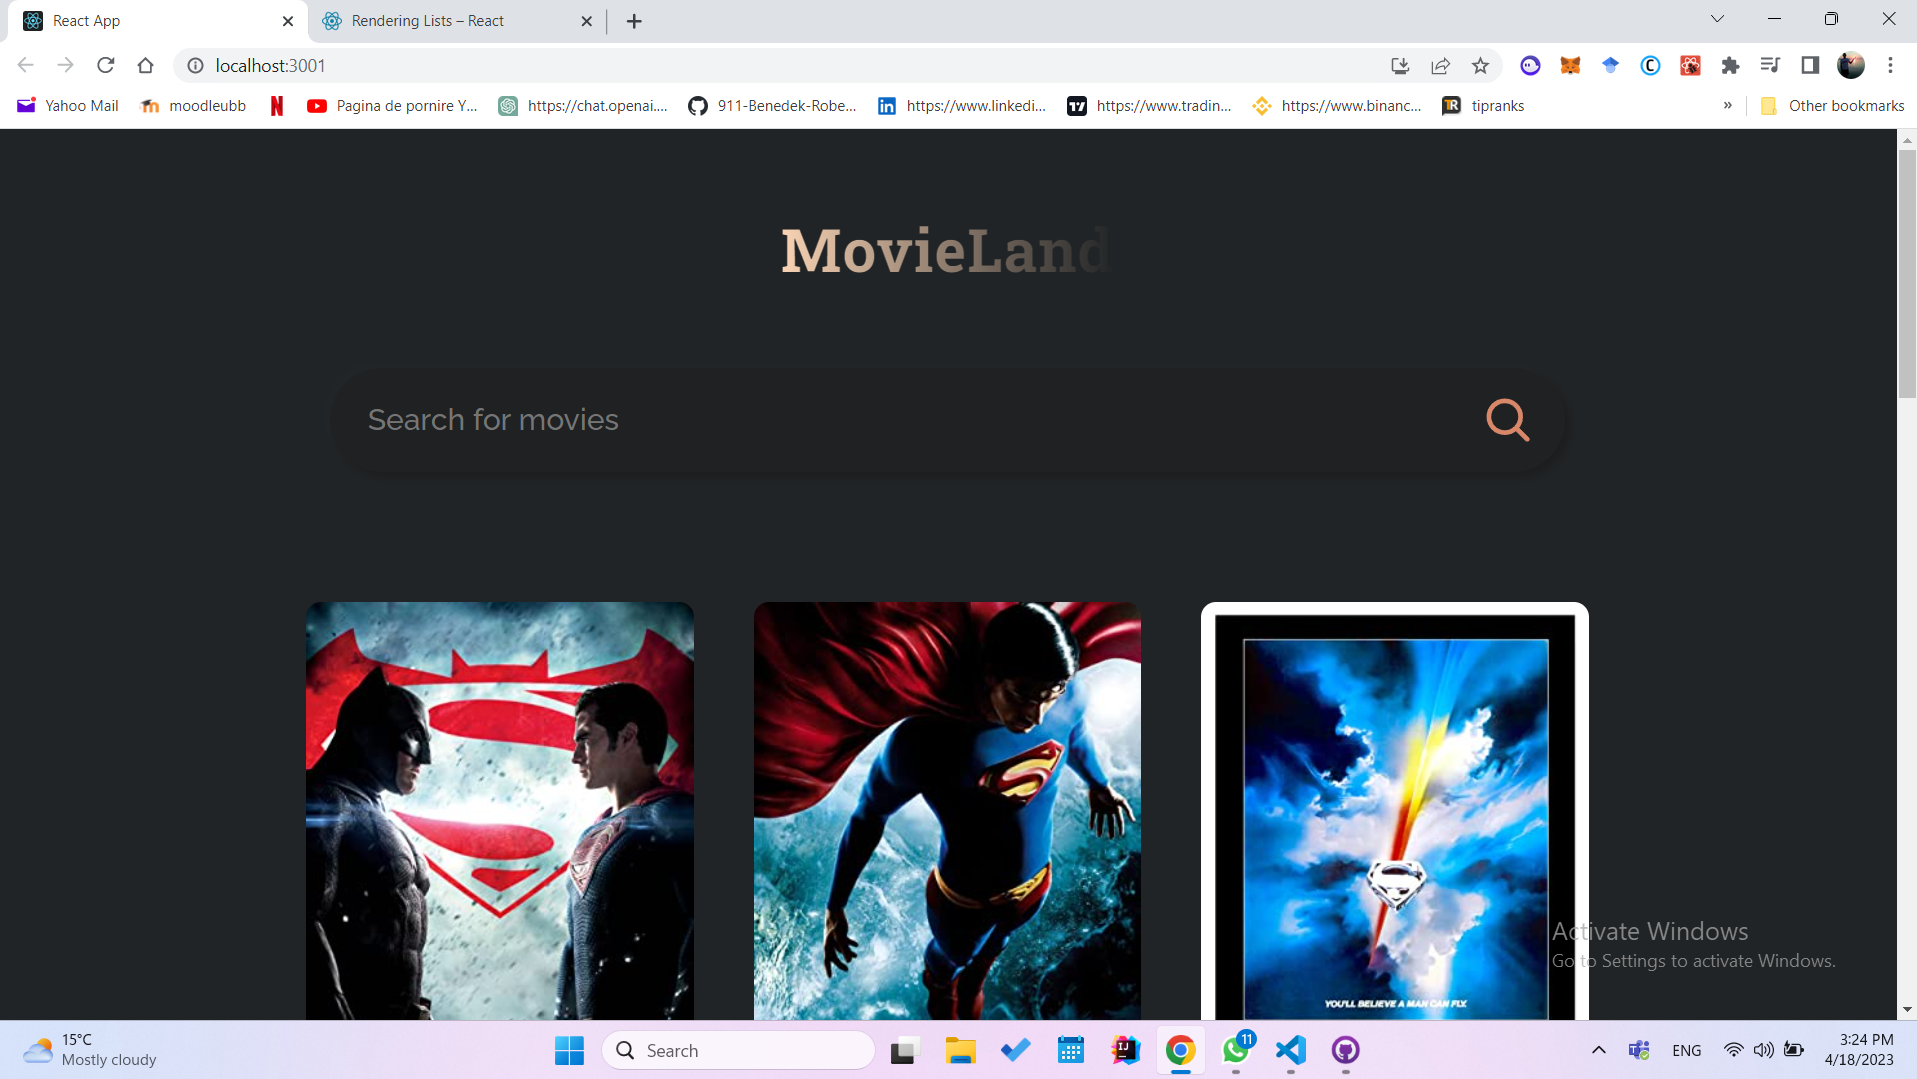 React App
Rendering Lists – React
localhost:3001
Yahoo Mail
moodleubb
Pagina de pornire Y...
https://chat.openai....
911-Benedek-Robe...
https://www.linkedi...
https://www.tradin...
https://www.binanc...
tipranks
»
Other bookmarks
MovieLand
Search for movies
YOU'LL BELIEVE A MAN CAN FLY.
Activate Windows
Go to Settings to activate Windows.
15°C
Mostly cloudy
Search
11
ENG
3:24 PM
4/18/2023